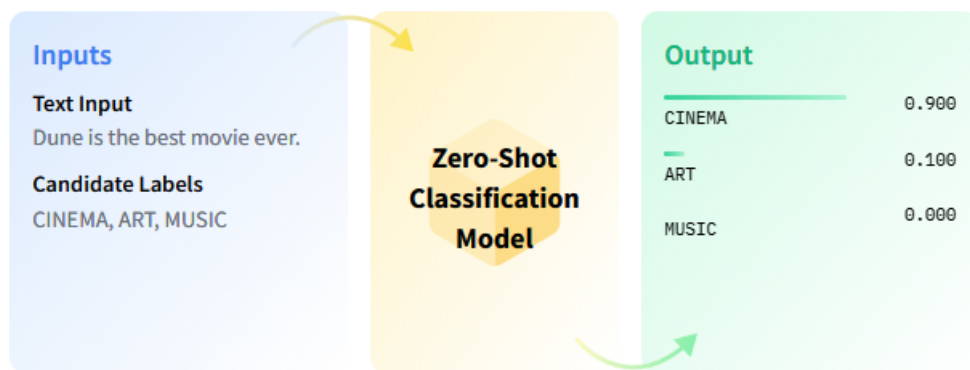 Inputs
Text Input
Dune is the best movie ever.
Candidate Labels
CINEMA, ART, MUSIC
Zero-Shot
Classification
Model
Output
CINEMA 0.900
ART 0.100
MUSIC 0.000